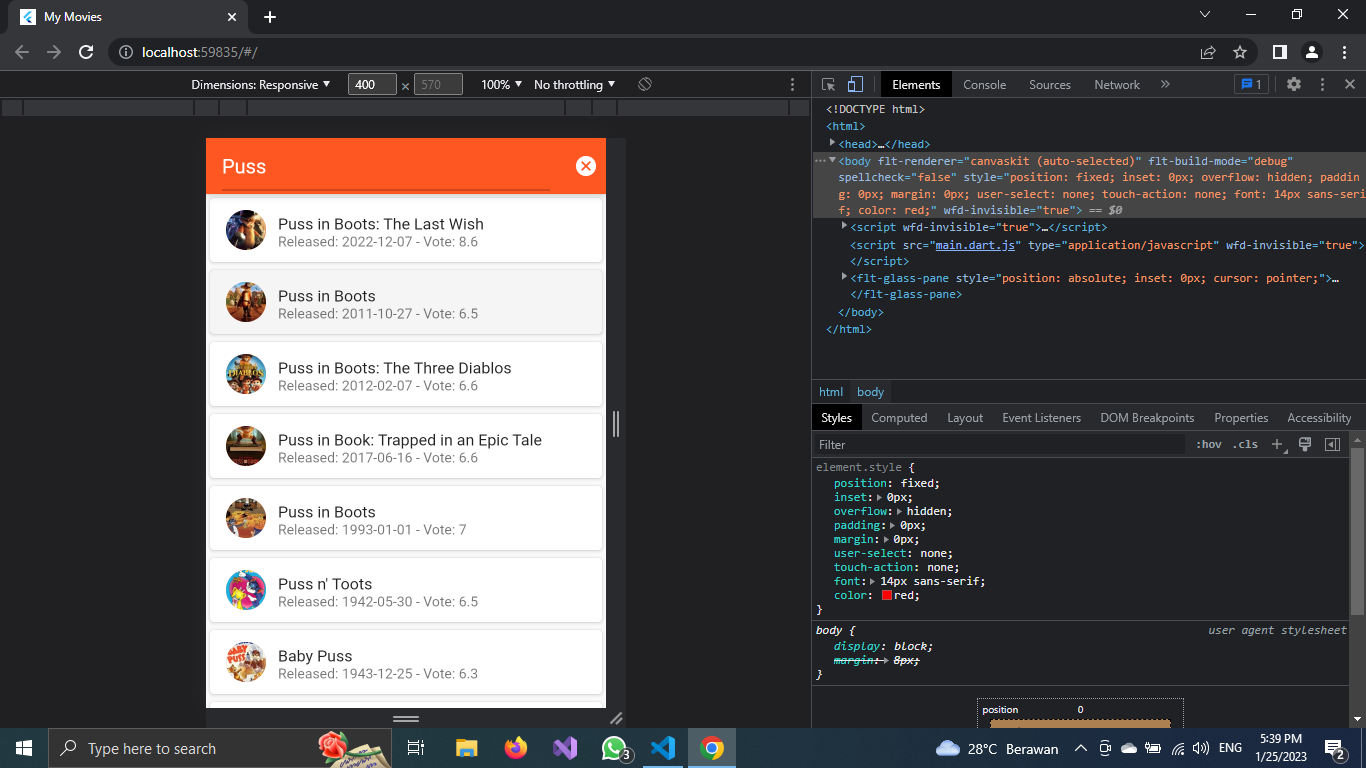 My Movies
localhost:59835/#/
Dimensions: Responsive 400 × 570 100% No throttling
Elements Console Sources Network » 1
Puss
Puss in Boots: The Last Wish
Released: 2022-12-07 - Vote: 8.6
Puss in Boots
Released: 2011-10-27 - Vote: 6.5
Puss in Boots: The Three Diablos
Released: 2012-02-07 - Vote: 6.6
Puss in Book: Trapped in an Epic Tale
Released: 2017-06-16 - Vote: 6.6
Puss in Boots
Released: 1993-01-01 - Vote: 7
Puss n' Toots
Released: 1942-05-30 - Vote: 6.5
Baby Puss
Released: 1943-12-25 - Vote: 6.3
<!DOCTYPE html>
<html>
<head>…</head>
<body flt-renderer="canvaskit (auto-selected)" flt-build-mode="debug"
spellcheck="false" style="position: fixed; inset: 0px; overflow: hidden; paddin
g: 0px; margin: 0px; user-select: none; touch-action: none; font: 14px sans-seri
f; color: red;" wfd-invisible="true"> == $0
<script wfd-invisible="true">…</script>
<script src="main.dart.js" type="application/javascript" wfd-invisible="true">
</script>
<flt-glass-pane style="position: absolute; inset: 0px; cursor: pointer;">…
</flt-glass-pane>
</body>
</html>
html body
Styles Computed Layout Event Listeners DOM Breakpoints Properties Accessibility
Filter :hov .cls
element.style {
position: fixed;
inset: 0px;
overflow: hidden;
padding: 0px;
margin: 0px;
user-select: none;
touch-action: none;
font: 14px sans-serif;
color: red;
}
body { user agent stylesheet
display: block;
margin: 8px;
}
position 0
Type here to search
3
28°C Berawan
ENG
5:39 PM
1/25/2023
2